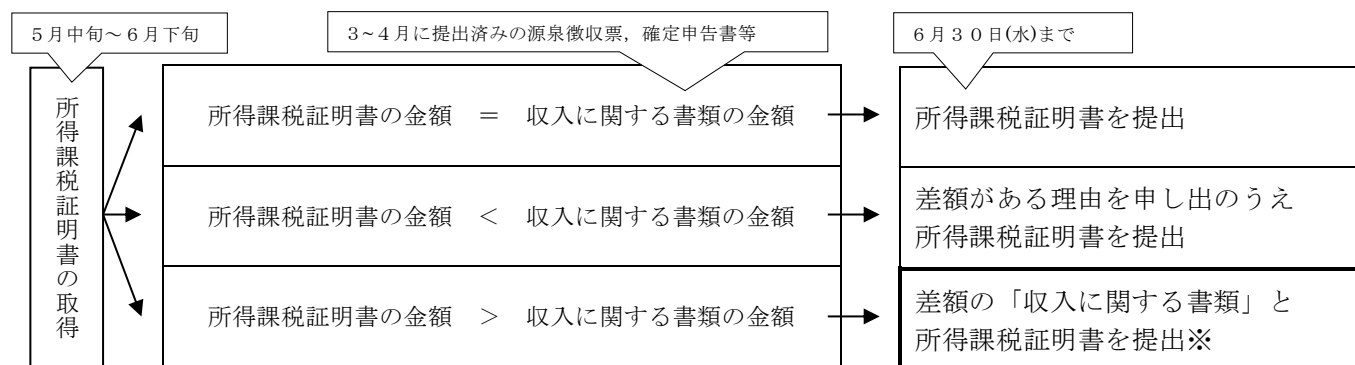 5月中旬～6月下旬
3~4月に提出済みの源泉徴収票，確定申告書等
6月30日(水)まで
所得課税証明書の取得
所得課税証明書の金額 ＝ 収入に関する書類の金額
所得課税証明書を提出
所得課税証明書の金額 ＜ 収入に関する書類の金額
差額がある理由を申し出のうえ
所得課税証明書を提出
所得課税証明書の金額 ＞ 収入に関する書類の金額
差額の「収入に関する書類」と
所得課税証明書を提出※